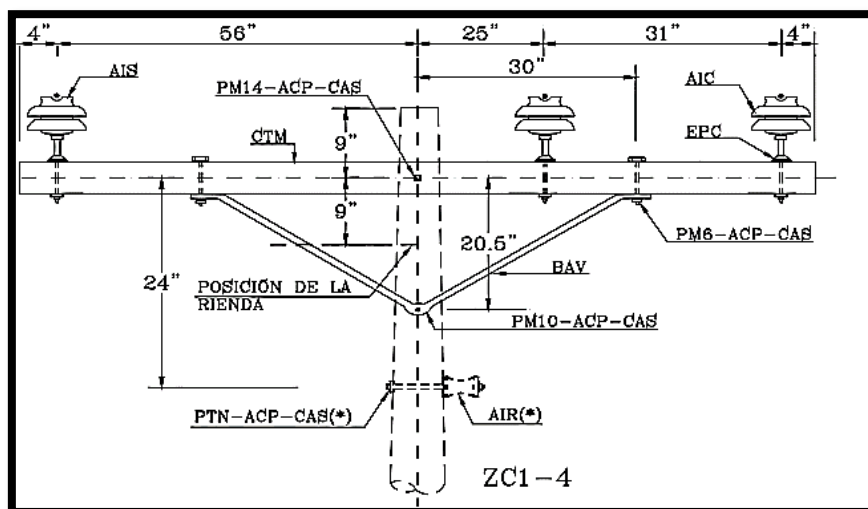 4" 56" 25" 31" 4"
30"
AIS
PM14-ACP-CAS
AIC
CTM
9"
EPC
9"
20.5"
PM6-ACP-CAS
24"
POSICIÓN DE LA
RIENDA
BAV
PM10-ACP-CAS
PTN-ACP-CAS(*)
AIR(*)
ZC1-4